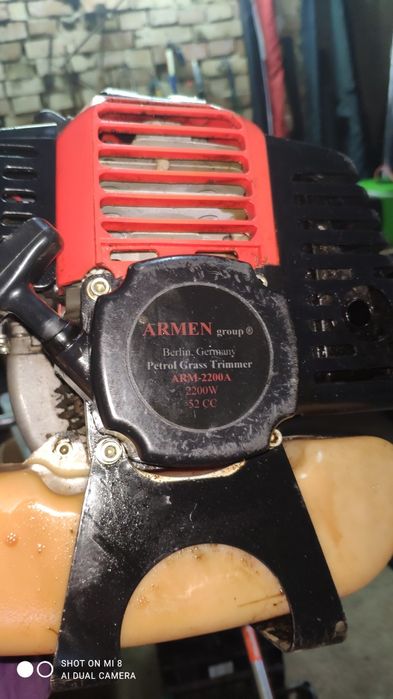 ARMEN group ®
Berlin, Germany
Petrol Grass Trimmer
ARM-2200A
2200W
52 CC
SHOT ON MI 8
AI DUAL CAMERA